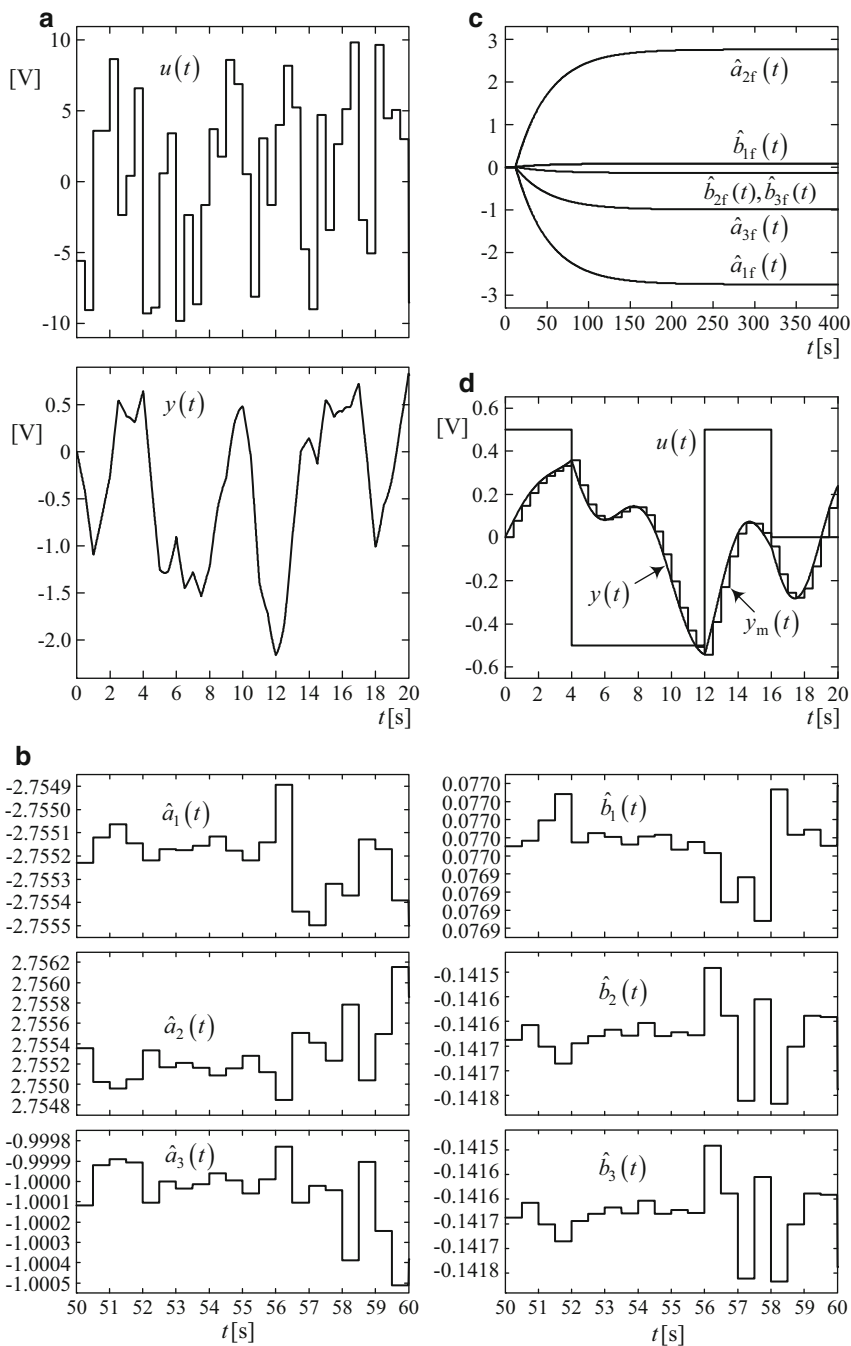 a
[V]
10
5
0
-5
-10
u(t)
[V]
0.5
0
-0.5
-1.0
-1.5
-2.0
y(t)
0 2 4 6 8 10 12 14 16 18 20
t[s]
c
3
2
1
0
-1
-2
-3
â2f(t)
b̂1f(t)
b̂2f(t), b̂3f(t)
â3f(t)
â1f(t)
0 50 100 150 200 250 300 350 400
t[s]
d
[V]
0.6
0.4
0.2
0
-0.2
-0.4
-0.6
u(t)
y(t)
ym(t)
0 2 4 6 8 10 12 14 16 18 20
t[s]
b
-2.7549
-2.7550
-2.7551
-2.7552
-2.7553
-2.7554
-2.7555
â1(t)
2.7562
2.7560
2.7558
2.7556
2.7554
2.7552
2.7550
2.7548
â2(t)
-0.9998
-0.9999
-1.0000
-1.0001
-1.0002
-1.0003
-1.0004
-1.0005
â3(t)
50 51 52 53 54 55 56 57 58 59 60
t[s]
0.0770
0.0770
0.0770
0.0770
0.0770
0.0769
0.0769
0.0769
0.0769
b̂1(t)
-0.1415
-0.1416
-0.1416
-0.1417
-0.1417
-0.1418
b̂2(t)
-0.1415
-0.1416
-0.1416
-0.1417
-0.1417
-0.1418
b̂3(t)
50 51 52 53 54 55 56 57 58 59 60
t[s]